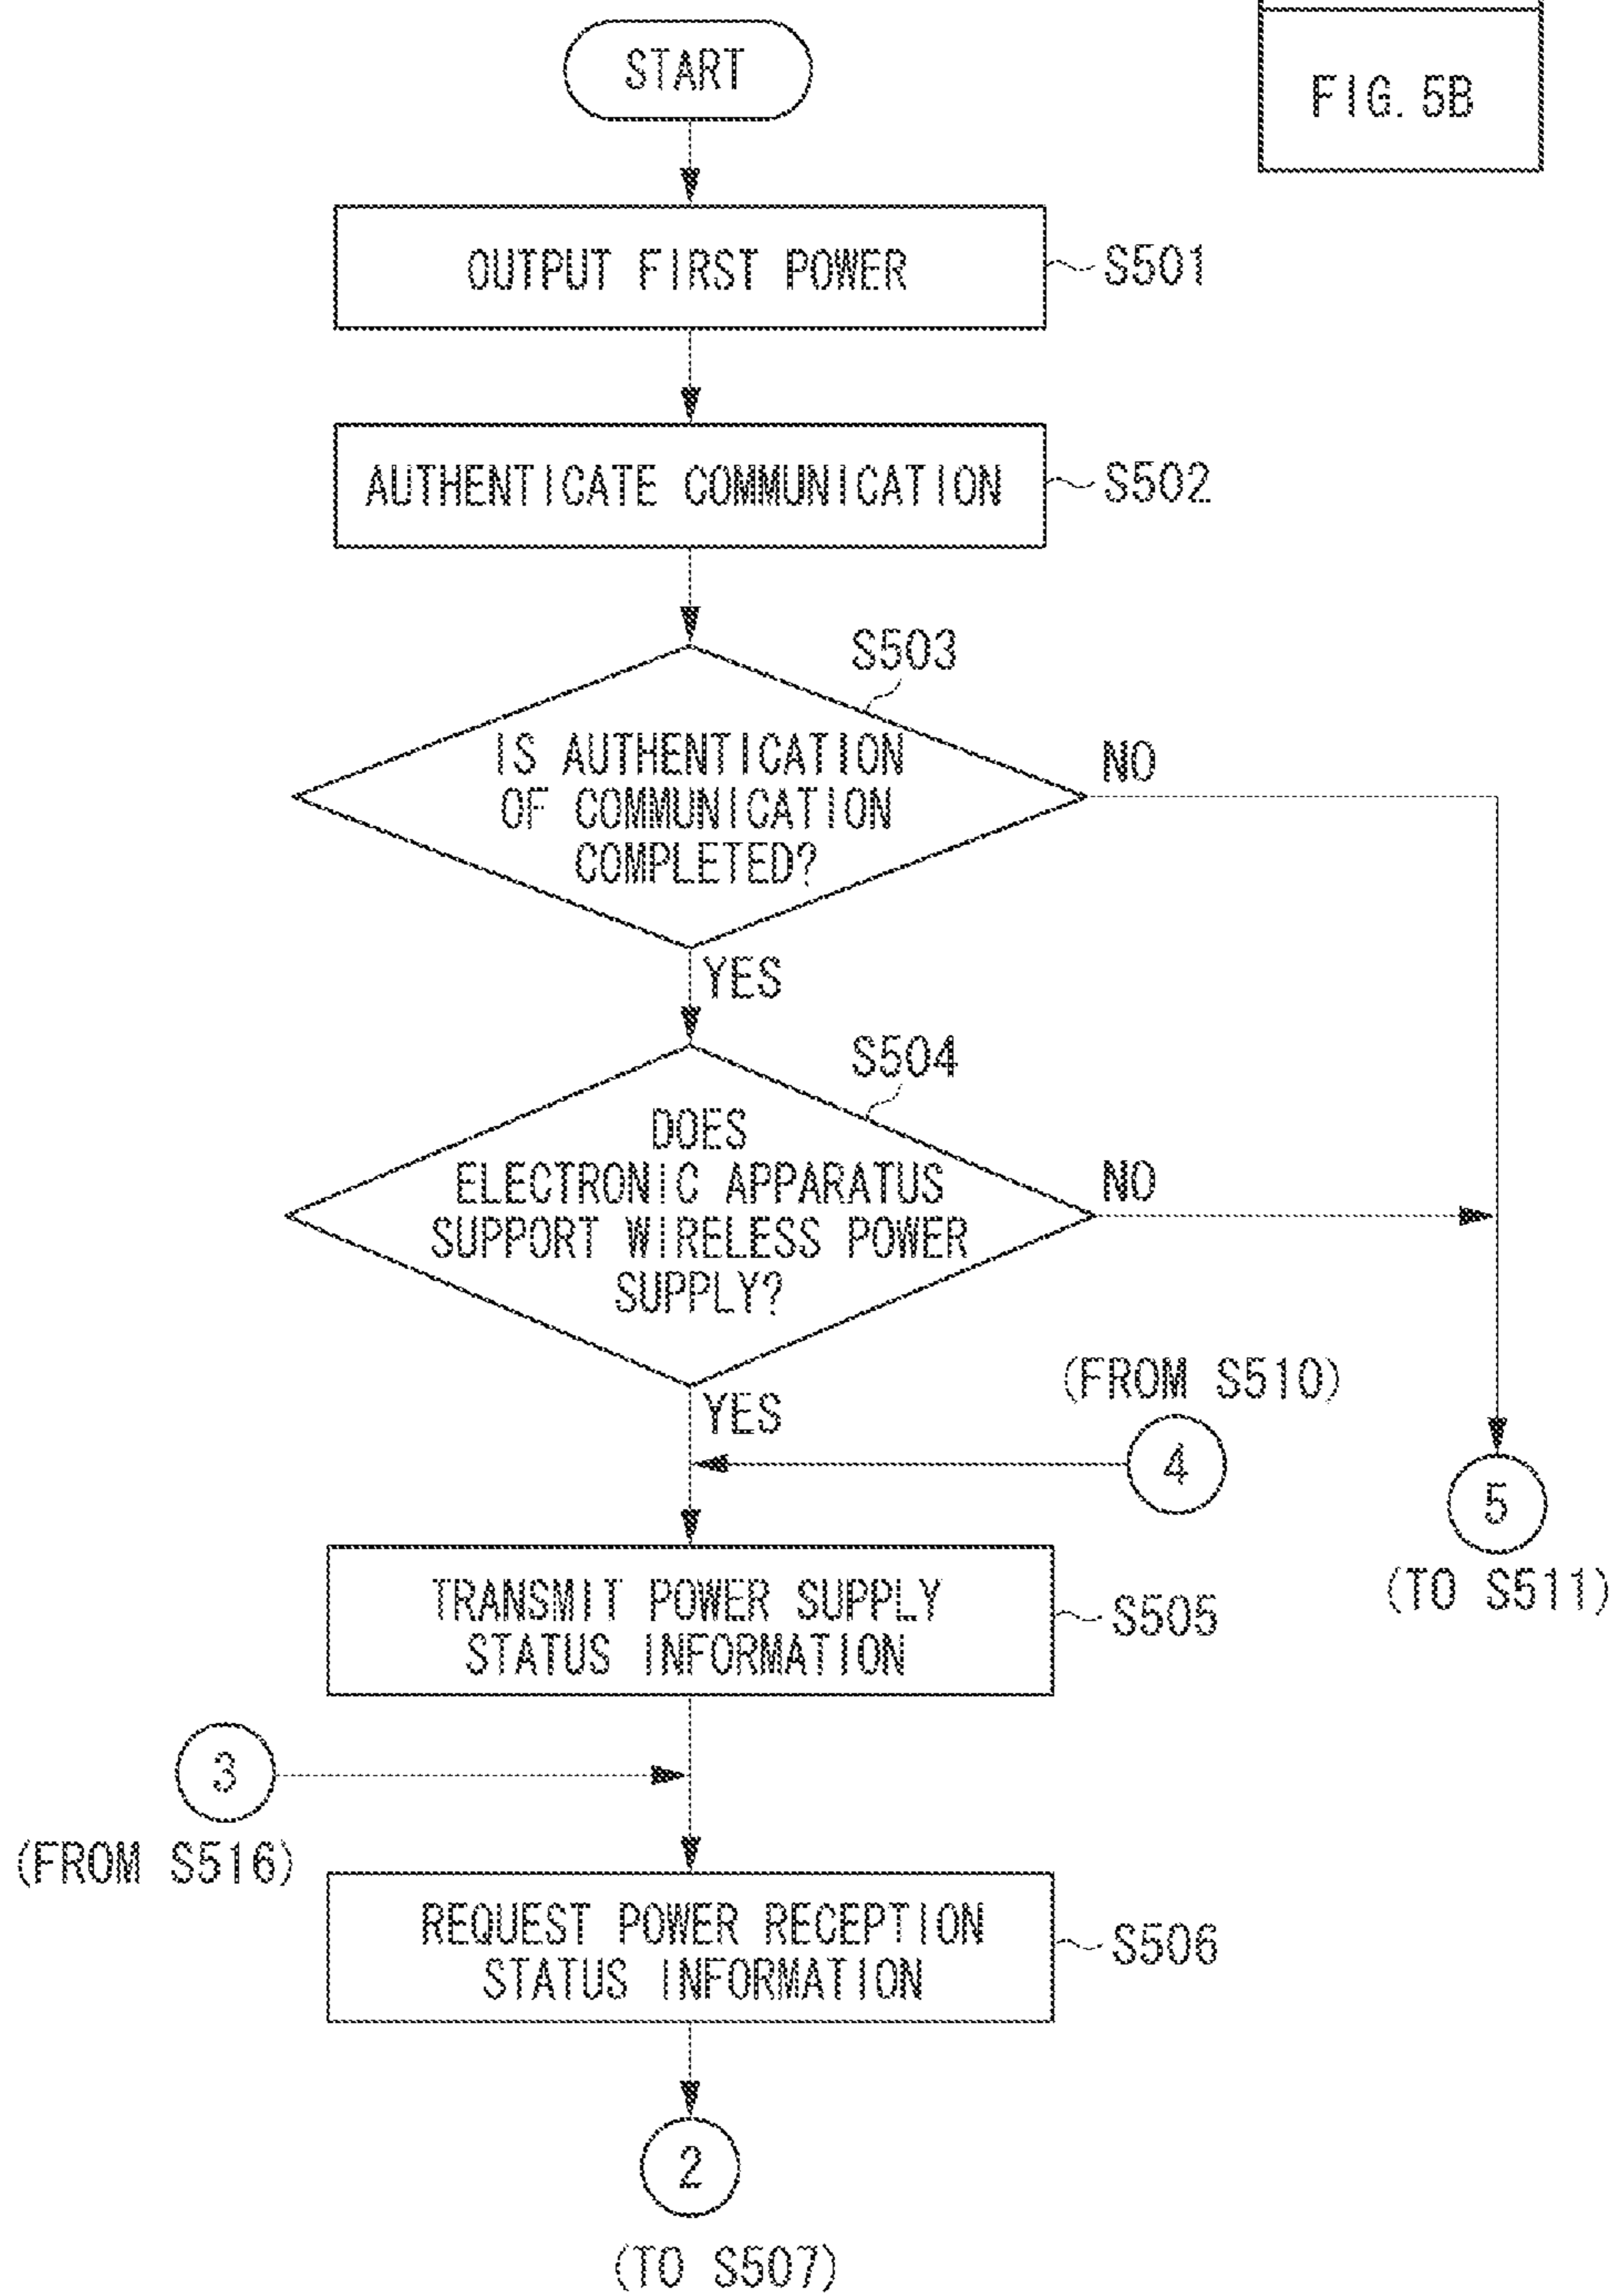 FIG. 5B
START
OUTPUT FIRST POWER
S501
AUTHENTICATE COMMUNICATION
S502
S503
IS AUTHENTICATION
OF COMMUNICATION
COMPLETED?
NO
YES
S504
DOES
ELECTRONIC APPARATUS
SUPPORT WIRELESS POWER
SUPPLY?
NO
YES
(FROM S510)
4
5
(TO S511)
TRANSMIT POWER SUPPLY
STATUS INFORMATION
S505
3
(FROM S516)
REQUEST POWER RECEPTION
STATUS INFORMATION
S506
2
(TO S507)